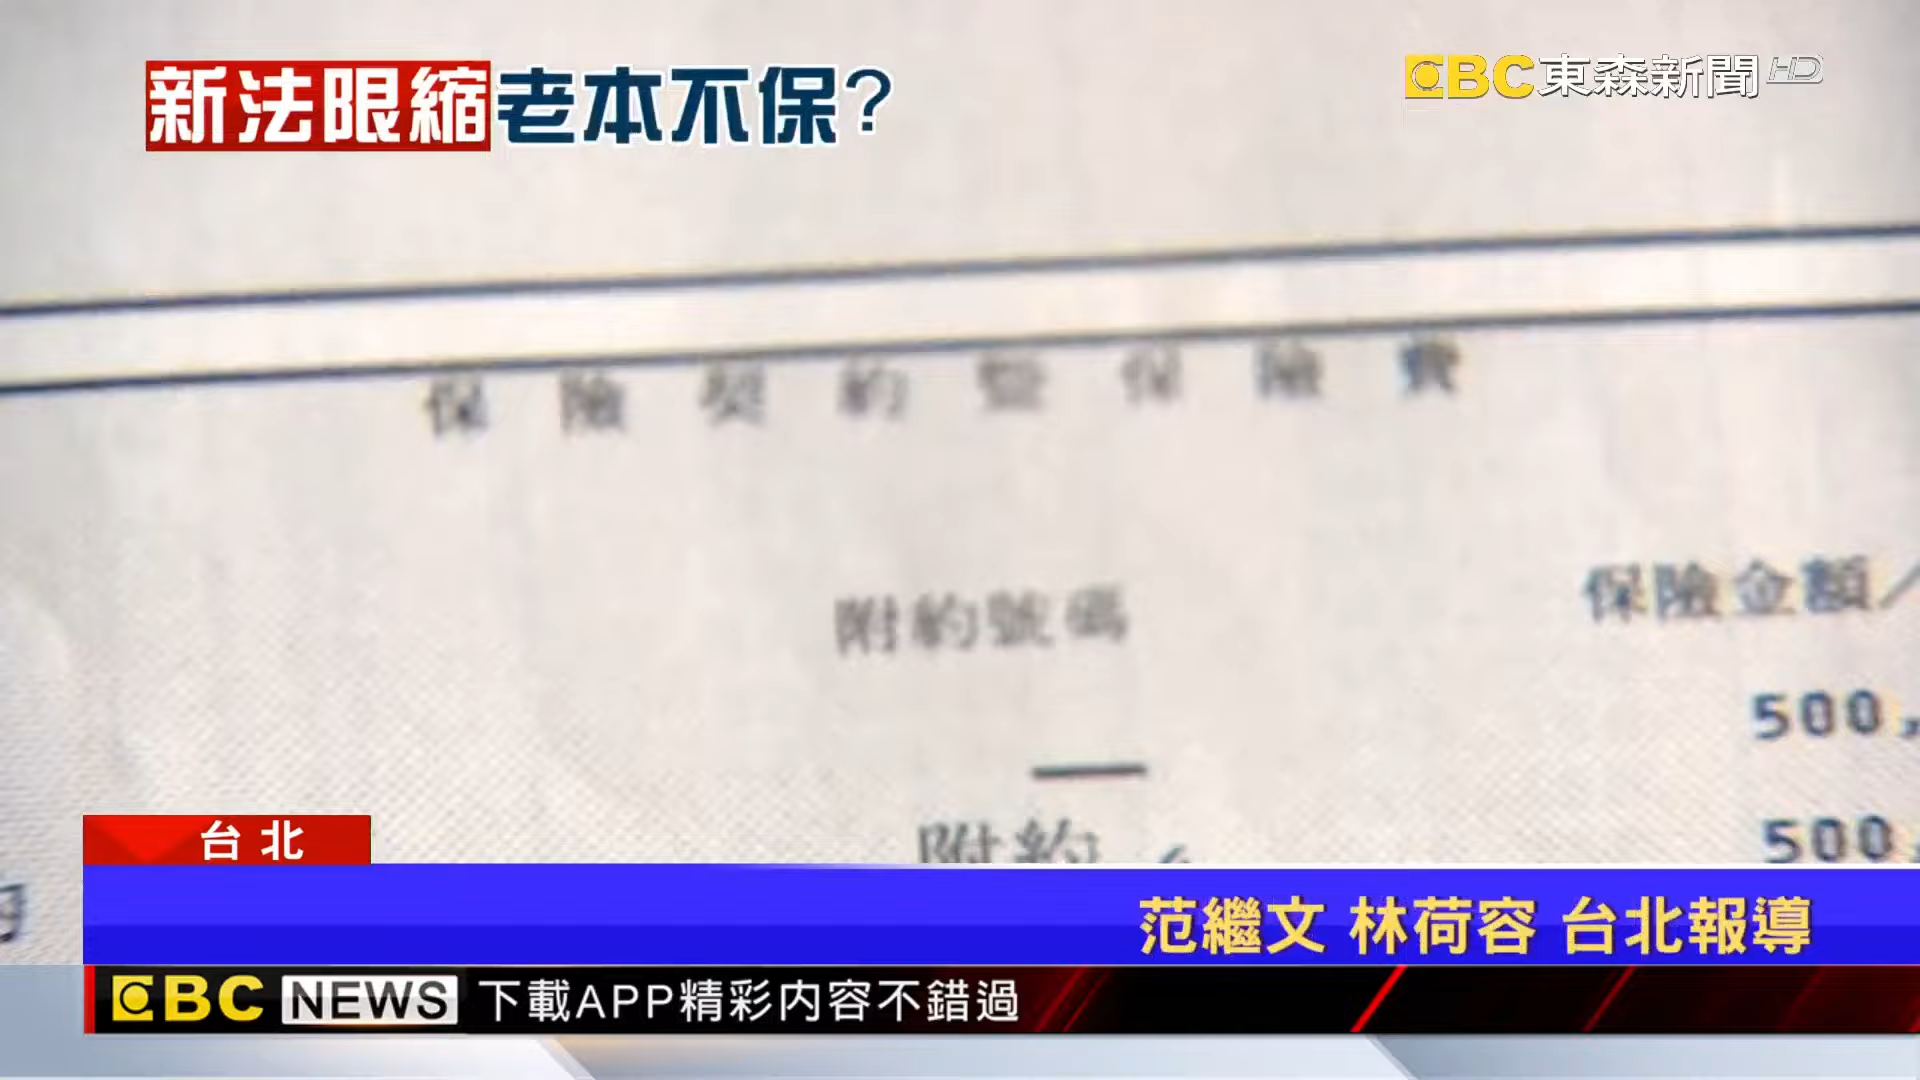 新法限縮老本不保?
EBC東森新聞HD
保險契約暨保險費
附約號碼
保險金額/
500,
附約
500,
台北
范繼文 林荷容 台北報導
EBC NEWS 下載APP精彩内容不錯過